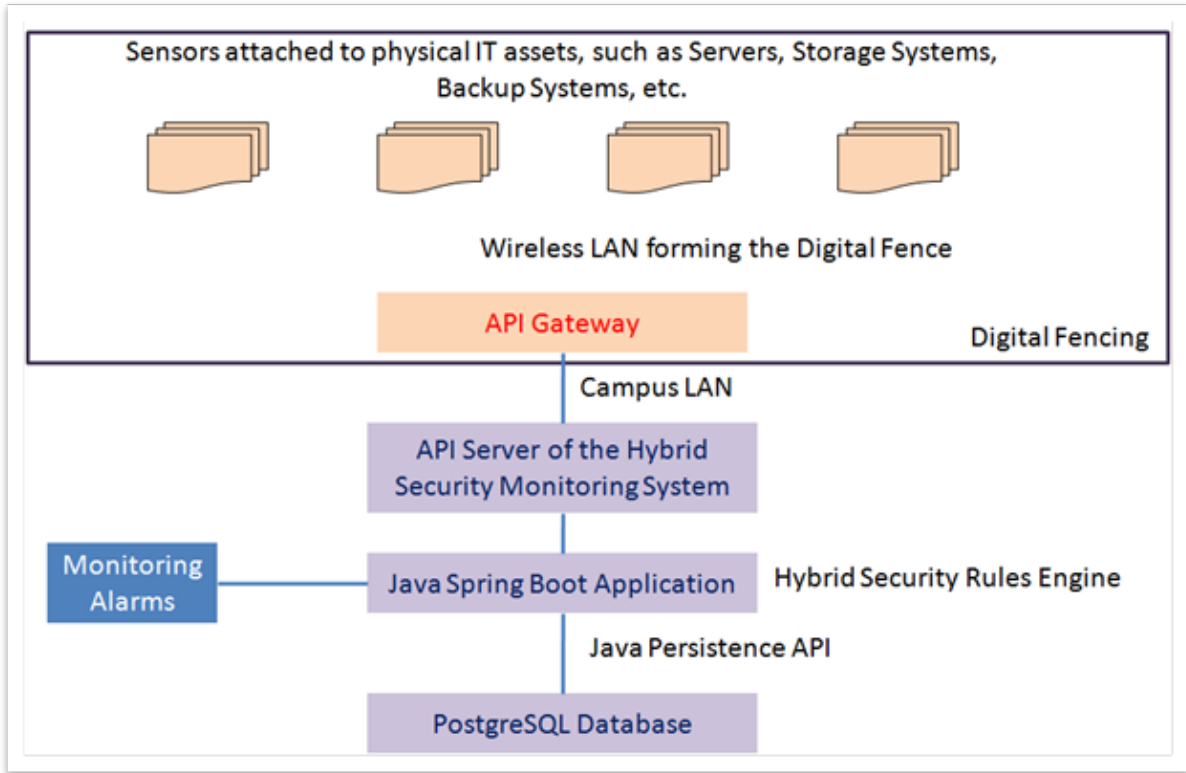 Sensors attached to physical IT assets, such as Servers, Storage Systems,
Backup Systems, etc.
Wireless LAN forming the Digital Fence
API Gateway
Digital Fencing
Campus LAN
API Server of the Hybrid
Security Monitoring System
Monitoring
Alarms
Java Spring Boot Application
Hybrid Security Rules Engine
Java Persistence API
PostgreSQL Database